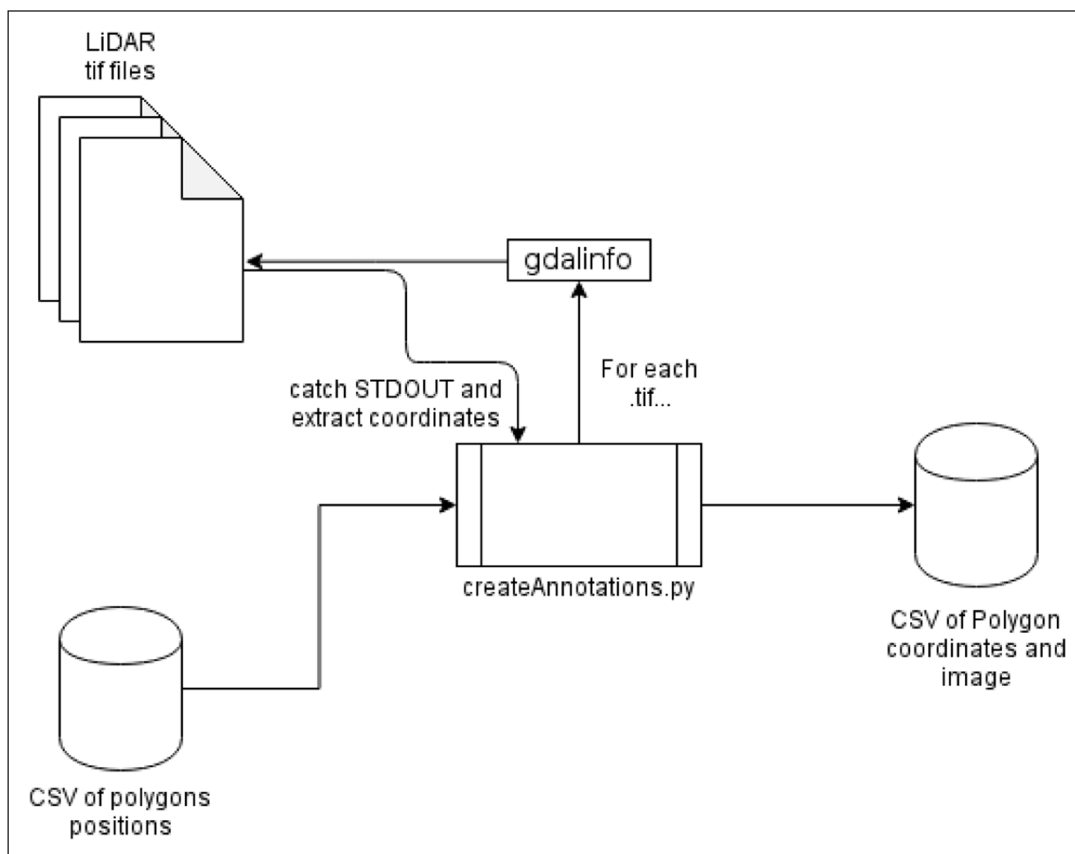 LiDAR
tif files
gdalinfo
catch STDOUT and
extract coordinates
For each
.tif...
createAnnotations.py
CSV of Polygon
coordinates and
image
CSV of polygons
positions